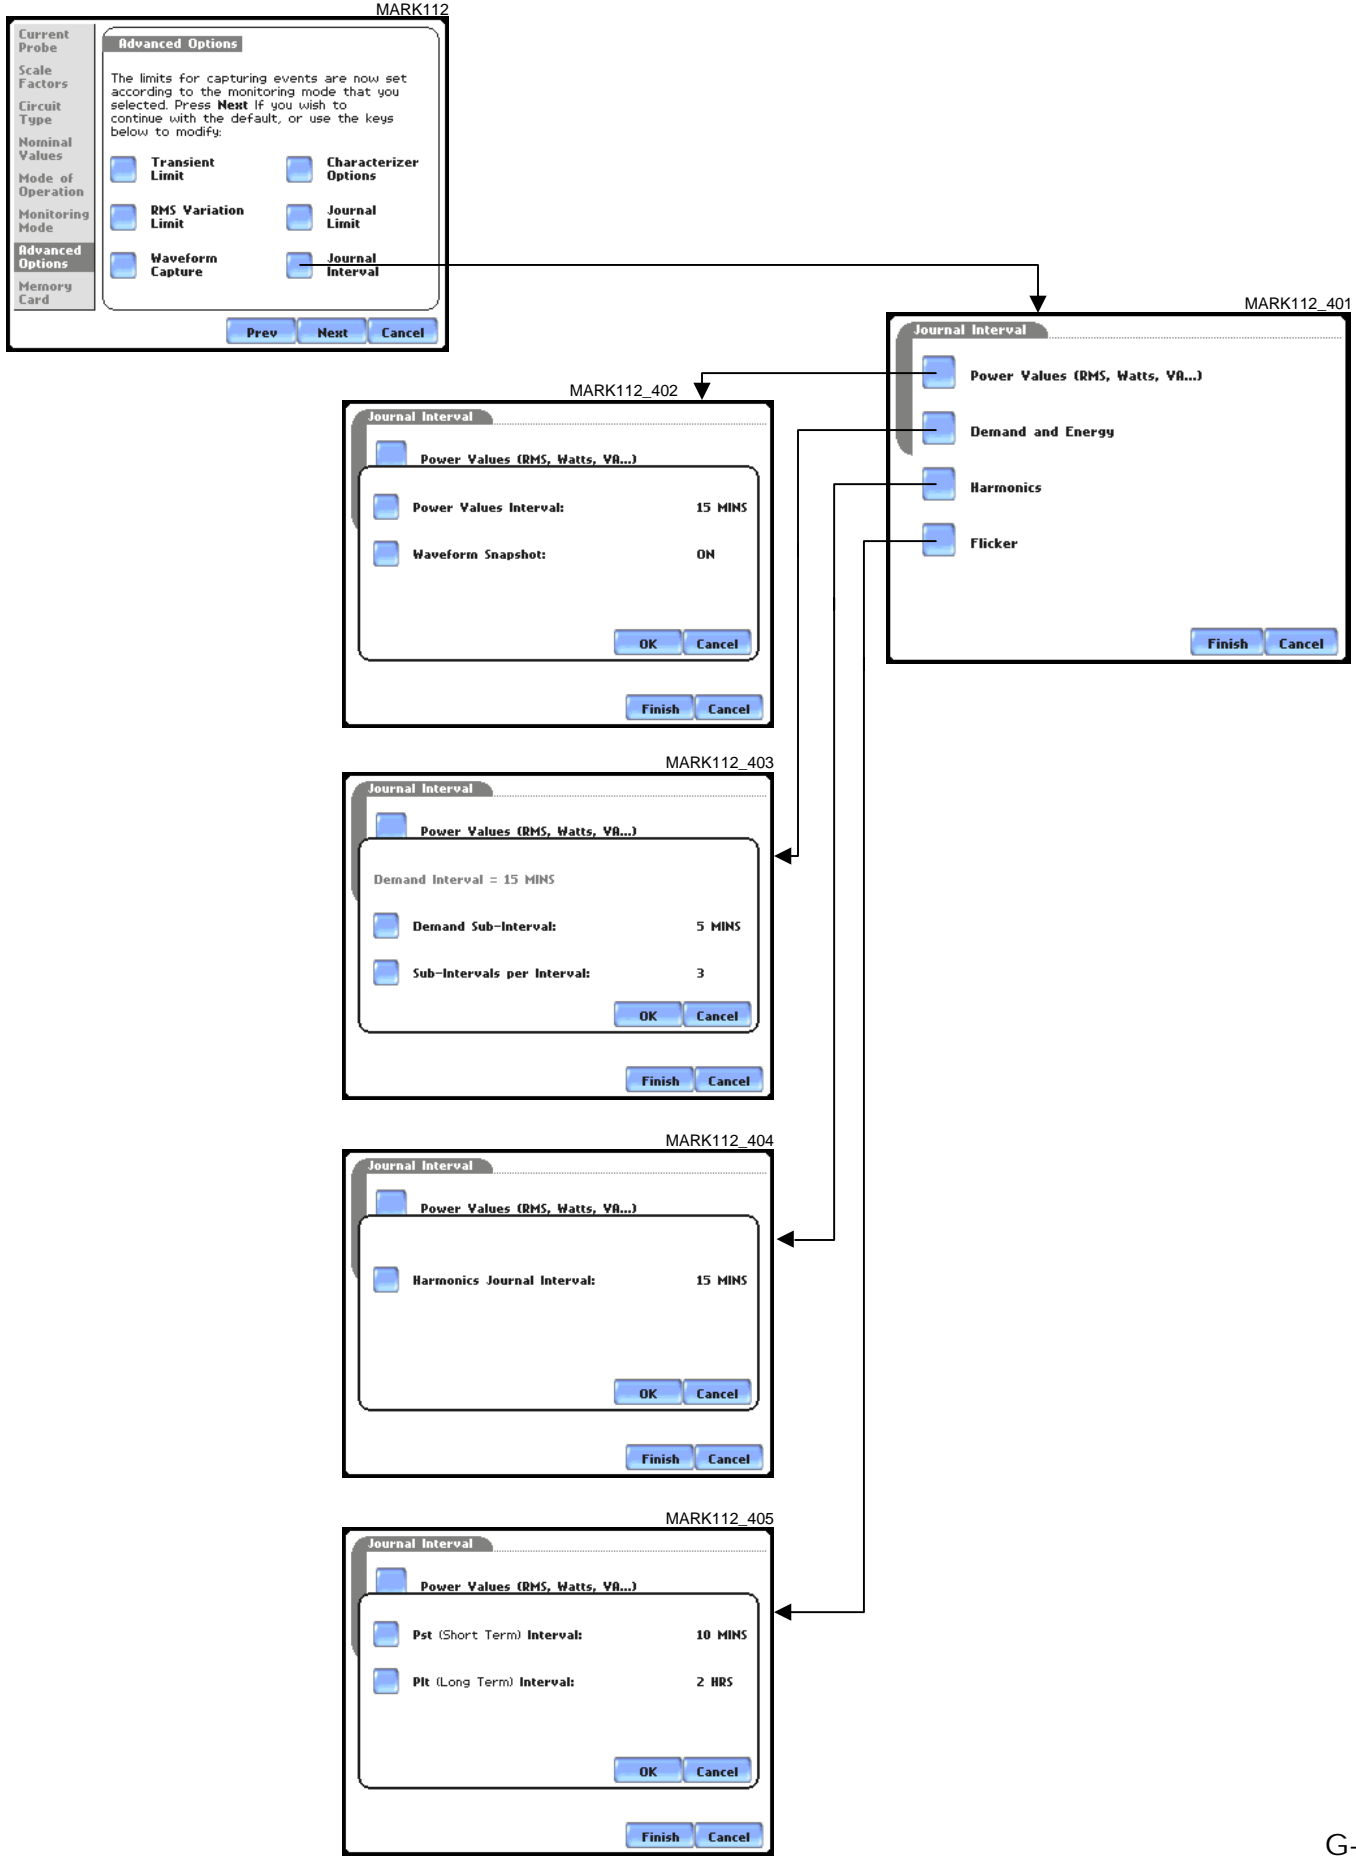 MARK112
Current
Probe
Scale
Factors
Circuit
Type
Nominal
Values
Mode of
Operation
Monitoring
Mode
Advanced
Options
Memory
Card
Advanced Options
The limits for capturing events are now set
according to the monitoring mode that you
selected. Press Next If you wish to
continue with the default, or use the keys
below to modify:
Transient
Limit
Characterizer
Options
RMS Variation
Limit
Journal
Limit
Waveform
Capture
Journal
Interval
Prev Next Cancel
MARK112_401
Journal Interval
Power Values (RMS, Watts, VA...)
Demand and Energy
Harmonics
Flicker
Finish Cancel
MARK112_402
Journal Interval
Power Values (RMS, Watts, VA...)
Power Values Interval: 15 MINS
Waveform Snapshot: ON
OK Cancel
Finish Cancel
MARK112_403
Journal Interval
Power Values (RMS, Watts, VA...)
Demand Interval = 15 MINS
Demand Sub-Interval: 5 MINS
Sub-Intervals per Interval: 3
OK Cancel
Finish Cancel
MARK112_404
Journal Interval
Power Values (RMS, Watts, VA...)
Harmonics Journal Interval: 15 MINS
OK Cancel
Finish Cancel
MARK112_405
Journal Interval
Power Values (RMS, Watts, VA...)
Pst (Short Term) Interval: 10 MINS
Plt (Long Term) Interval: 2 HRS
OK Cancel
Finish Cancel
G-